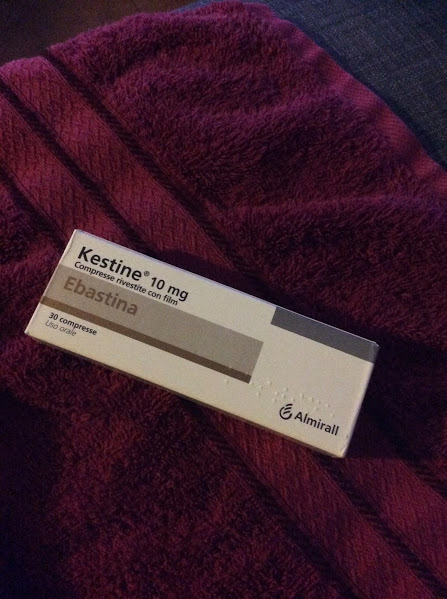 Kestine® 10 mg
Compresse rivestite con film
Ebastina
30 compresse
Uso orale
Almirall